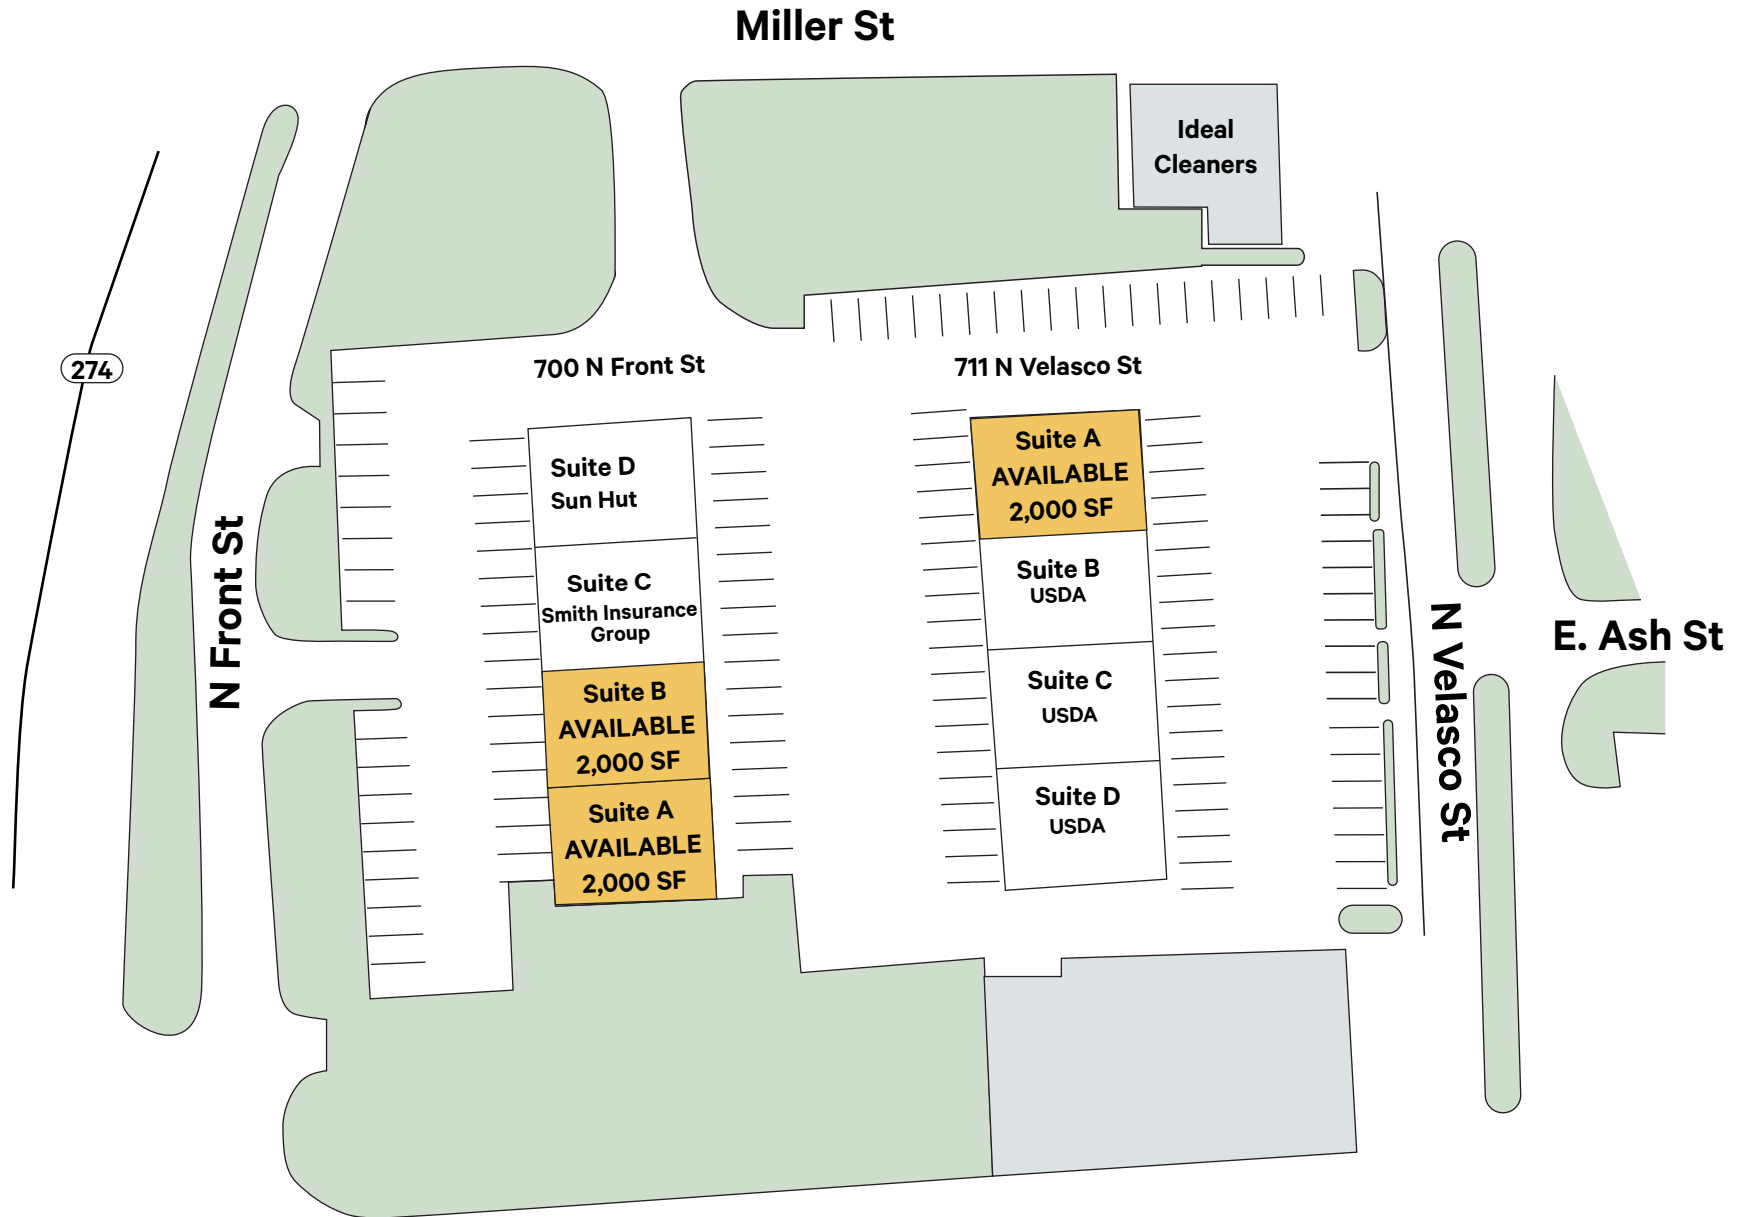 Miller St
Ideal
Cleaners
274
700 N Front St
711 N Velasco St
Suite D
Sun Hut
Suite C
Smith Insurance
Group
Suite B
AVAILABLE
2,000 SF
Suite A
AVAILABLE
2,000 SF
Suite A
AVAILABLE
2,000 SF
Suite B
USDA
Suite C
USDA
Suite D
USDA
N Front St
N Velasco St
E. Ash St